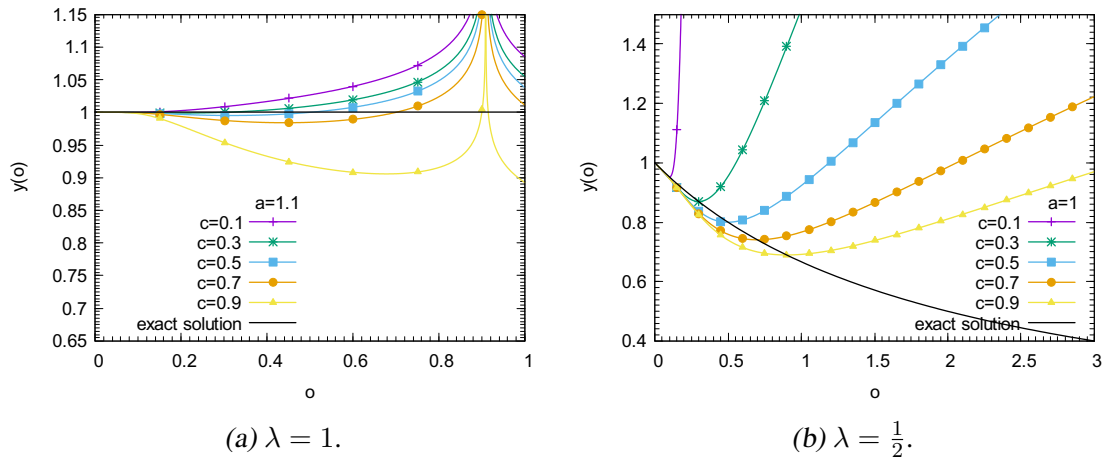 1.15
1.1
1.05
1
0.95
0.9
0.85
0.8
0.75
0.7
0.65
y(o)
0 0.2 0.4 0.6 0.8 1
o
a=1.1
c=0.1
c=0.3
c=0.5
c=0.7
c=0.9
exact solution
(a) λ = 1.
1.4
1.2
1
0.8
0.6
0.4
y(o)
0 0.5 1 1.5 2 2.5 3
o
a=1
c=0.1
c=0.3
c=0.5
c=0.7
c=0.9
exact solution
(b) λ = 1/2.